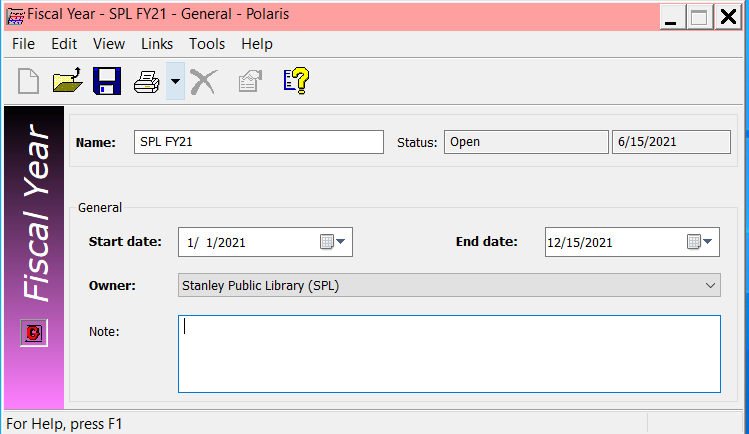 Fiscal Year - SPL FY21 - General - Polaris
File Edit View Links Tools Help
Fiscal Year
Name: SPL FY21 Status: Open 6/15/2021
General
Start date: 1/ 1/2021 End date: 12/15/2021
Owner: Stanley Public Library (SPL)
Note:
For Help, press F1